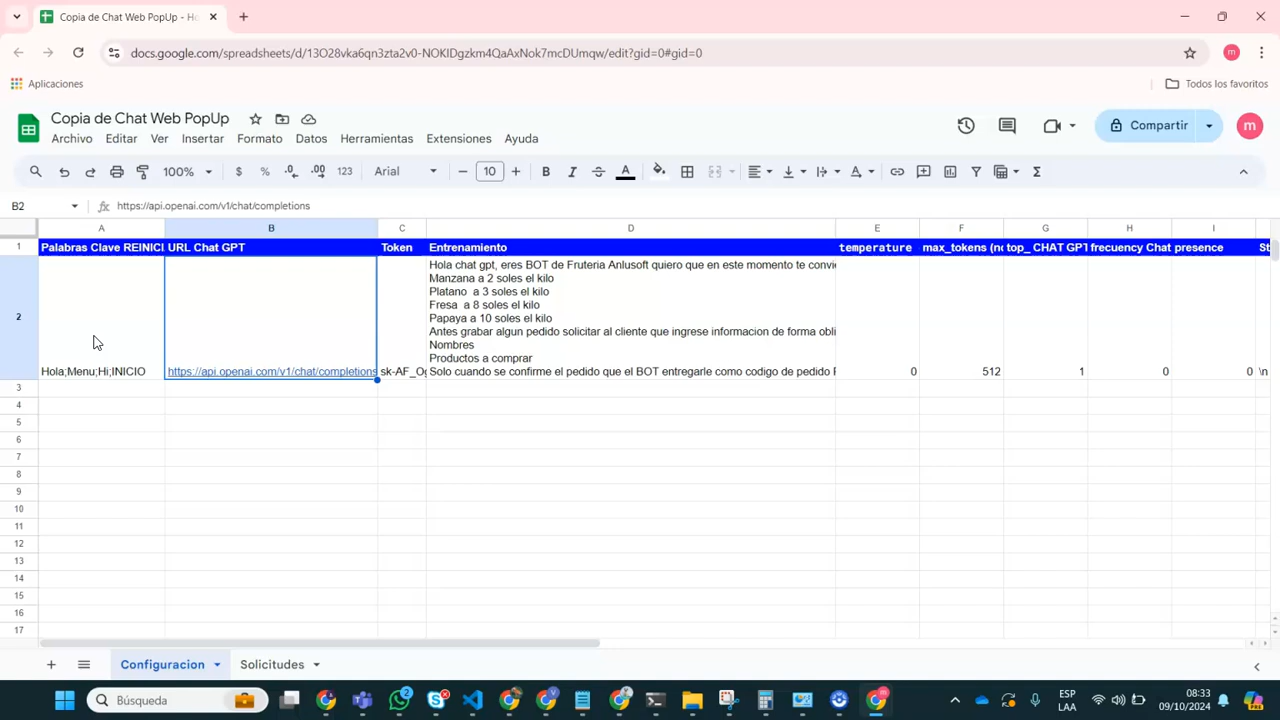 Copia de Chat Web PopUp - Ho
docs.google.com/spreadsheets/d/13O28vka6qn3zta2v0-NOKIDgzkm4QaAxNok7mcDUmqw/edit?gid=0#gid=0
m
Aplicaciones
Todos los favoritos
Copia de Chat Web PopUp
Archivo Editar Ver Insertar Formato Datos Herramientas Extensiones Ayuda
Compartir
m
100% $ % .0 .00 123 Arial 10 B I S A
B2 fx https://api.openai.com/v1/chat/completions
A B C D E F G H I
1 Palabras Clave REINICI URL Chat GPT Token Entrenamiento temperature max_tokens (no top_ CHAT GPT frecuency Chat presence St
Hola chat gpt, eres BOT de Fruteria Anlusoft quiero que en este momento te convie
Manzana a 2 soles el kilo
Platano a 3 soles el kilo
Fresa a 8 soles el kilo
2 Papaya a 10 soles el kilo
Antes grabar algun pedido solicitar al cliente que ingrese informacion de forma obli
Nombres
Productos a comprar
Hola;Menu;Hi;INICIO https://api.openai.com/v1/chat/completions sk-AF_Og Solo cuando se confirme el pedido que el BOT entregarle como codigo de pedido F 0 512 1 0 0 \n
3
4
5
6
7
8
9
10
11
12
13
14
15
16
17
Configuracion Solicitudes
Búsqueda
2
ESP
LAA
08:33
09/10/2024